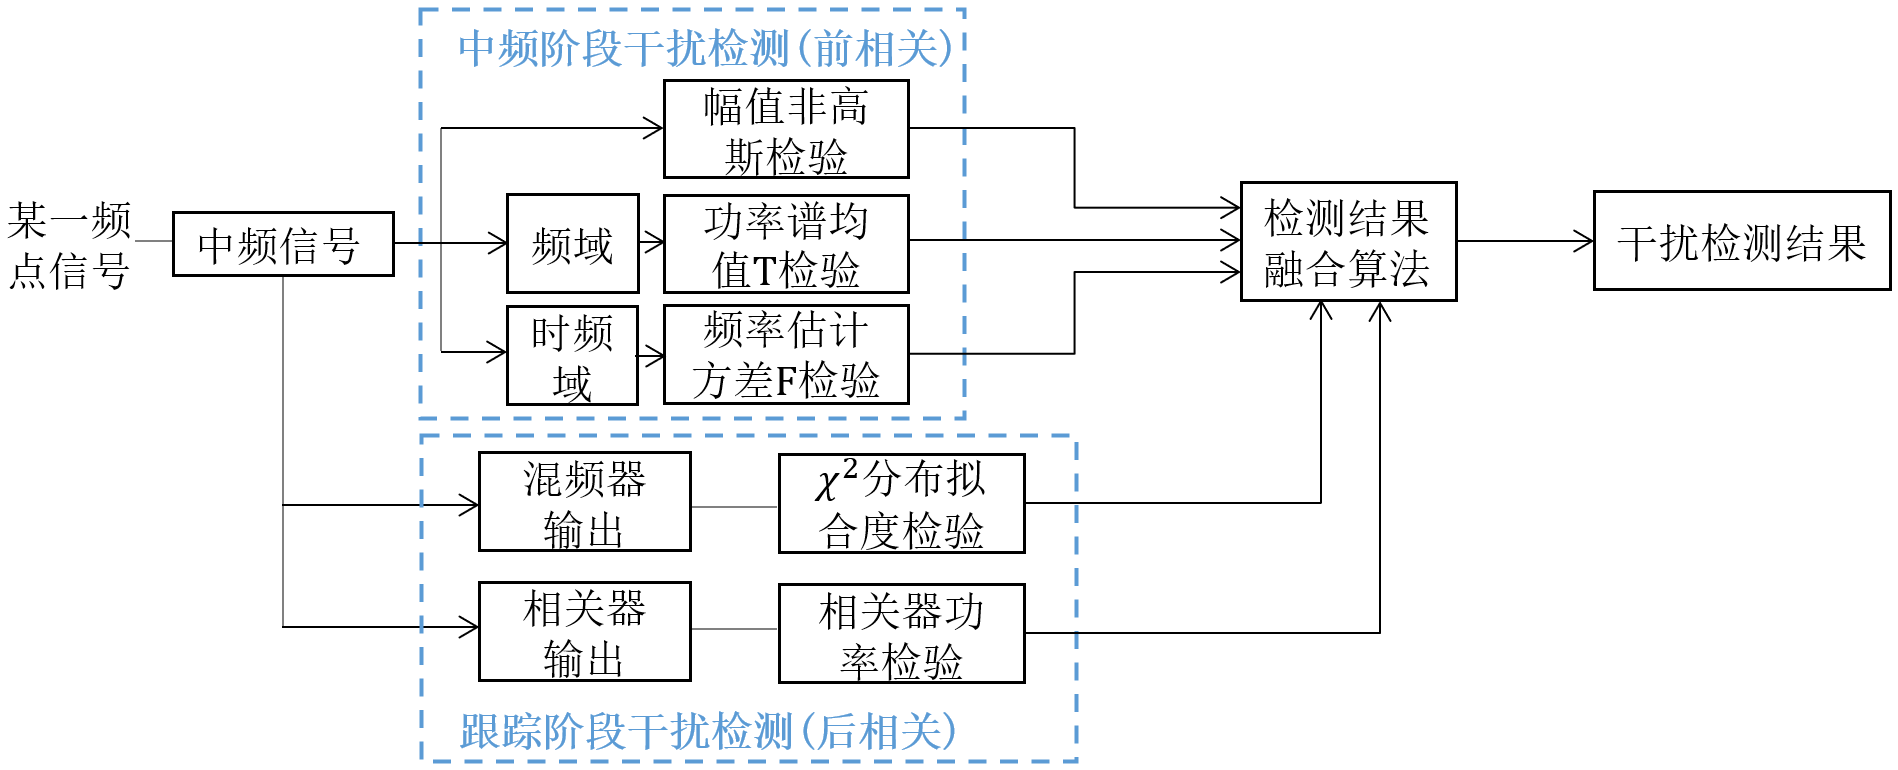 中频阶段干扰检测(前相关)
幅值非高
斯检验
某一频
点信号
中频信号
频域
功率谱均
值T检验
时频
域
频率估计
方差F检验
检测结果
融合算法
干扰检测结果
混频器
输出
χ²分布拟
合度检验
相关器
输出
相关器功
率检验
跟踪阶段干扰检测(后相关)